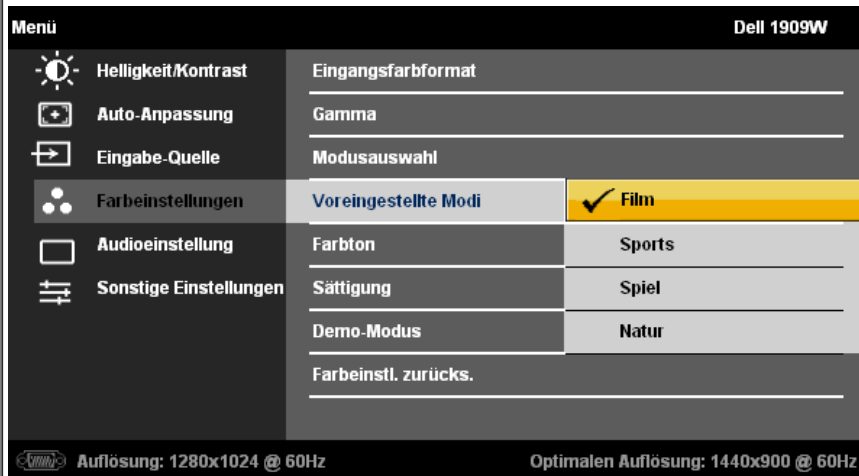 Menü Dell 1909W
Helligkeit/Kontrast Eingangsfarbformat
Auto-Anpassung Gamma
Eingabe-Quelle Modusauswahl
Farbeinstellungen Voreingestellte Modi Film
Audioeinstellung Farbton Sports
Sonstige Einstellungen Sättigung Spiel
Demo-Modus Natur
Farbeinstl. zurücks.
Auflösung: 1280x1024 @ 60Hz Optimalen Auflösung: 1440x900 @ 60Hz